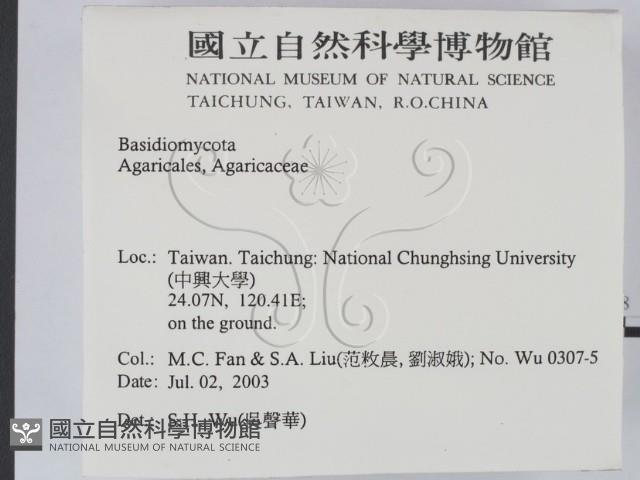 國立自然科學博物館
NATIONAL MUSEUM OF NATURAL SCIENCE
TAICHUNG, TAIWAN, R.O.CHINA
Basidiomycota
Agaricales, Agaricaceae
Loc.: Taiwan. Taichung: National Chunghsing University
(中興大學)
24.07N, 120.41E;
on the ground.
Col.: M.C. Fan & S.A. Liu(范敉晨, 劉淑娥); No. Wu 0307-5
Date: Jul. 02, 2003
Det.: S.H. Wu(吳聲華)
國立自然科學博物館
NATIONAL MUSEUM OF NATURAL SCIENCE
8